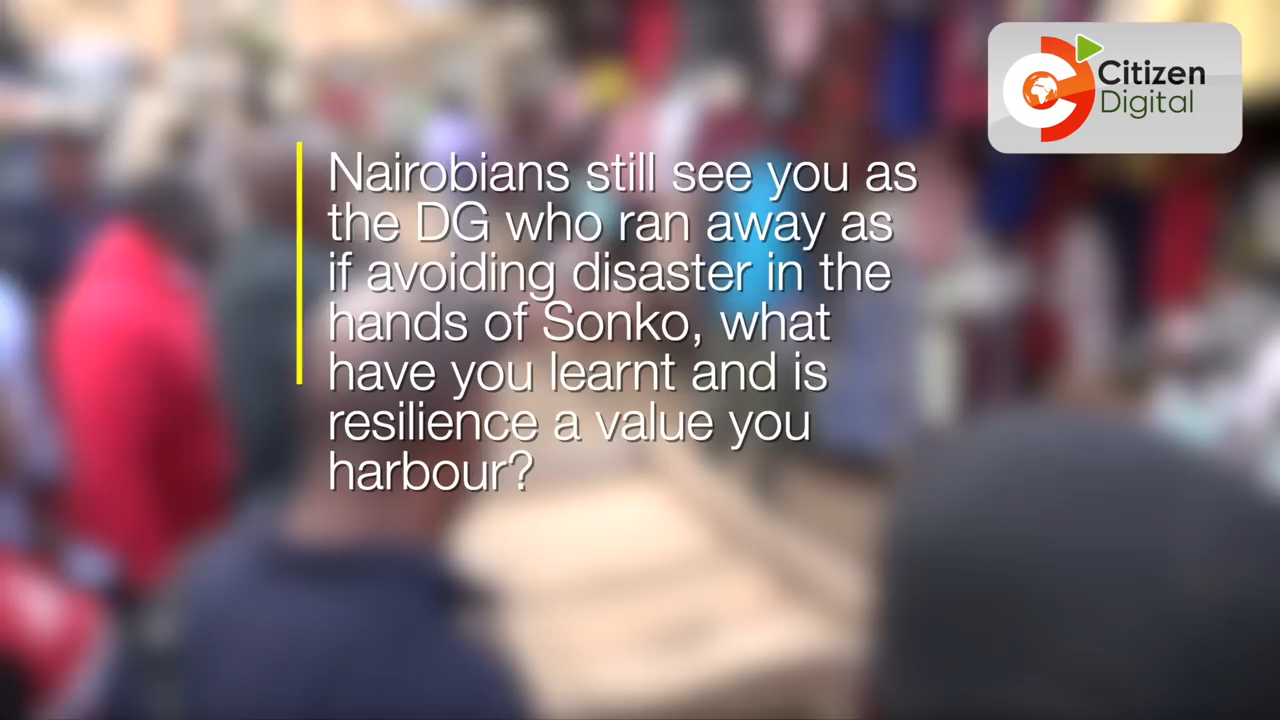 Citizen
Digital
Nairobians still see you as
the DG who ran away as
if avoiding disaster in the
hands of Sonko, what
have you learnt and is
resilience a value you
harbour?